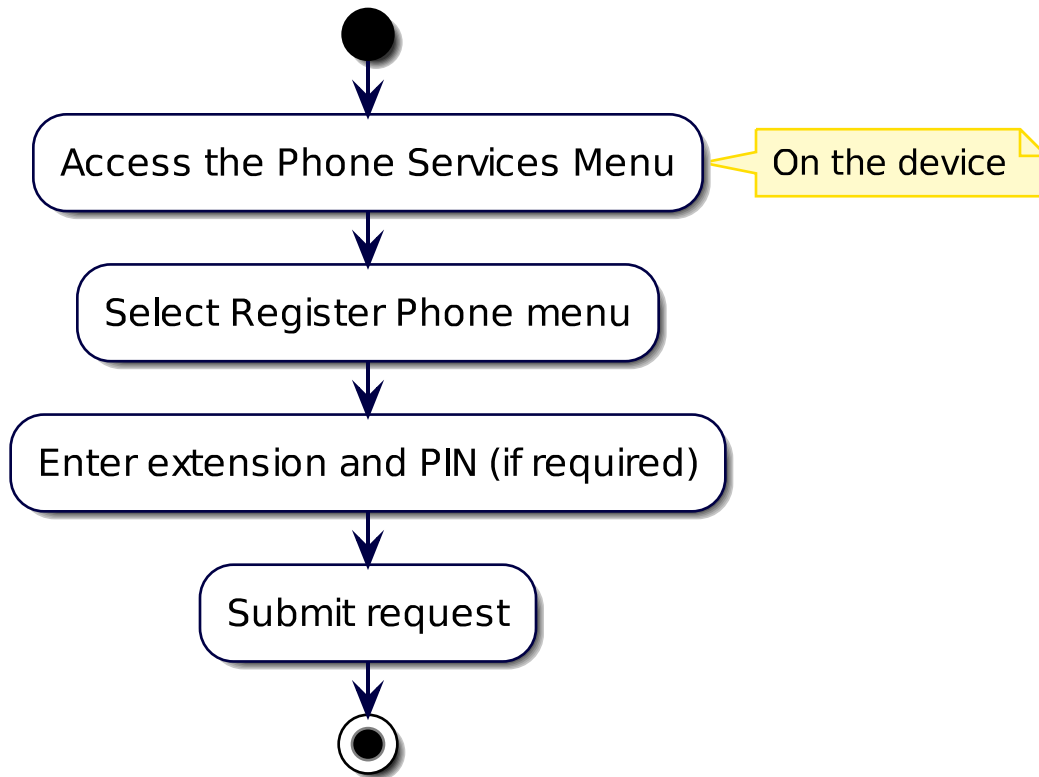 Access the Phone Services Menu
On the device
Select Register Phone menu
Enter extension and PIN (if required)
Submit request